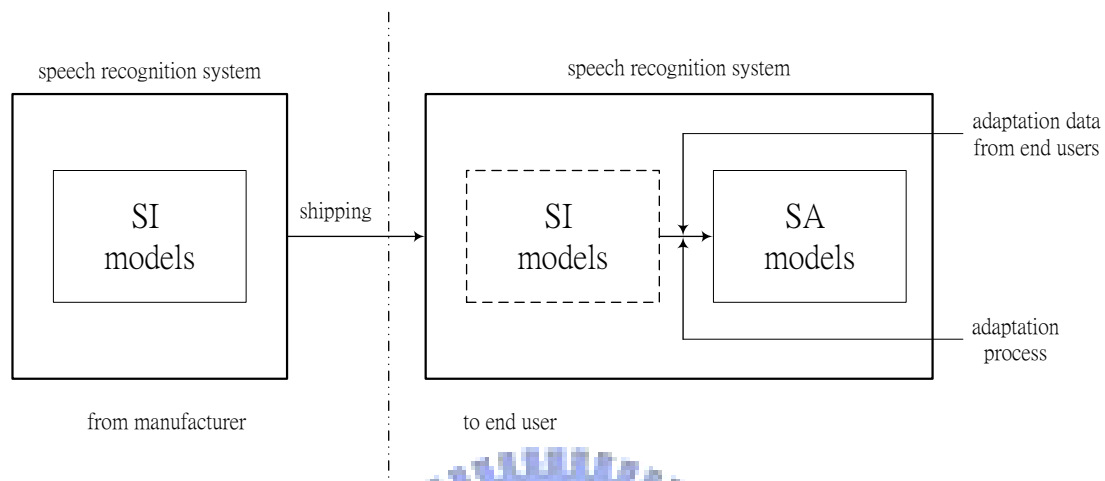 speech recognition system
SI
models
from manufacturer
shipping
speech recognition system
SI
models
SA
models
adaptation data
from end users
adaptation
process
to end user